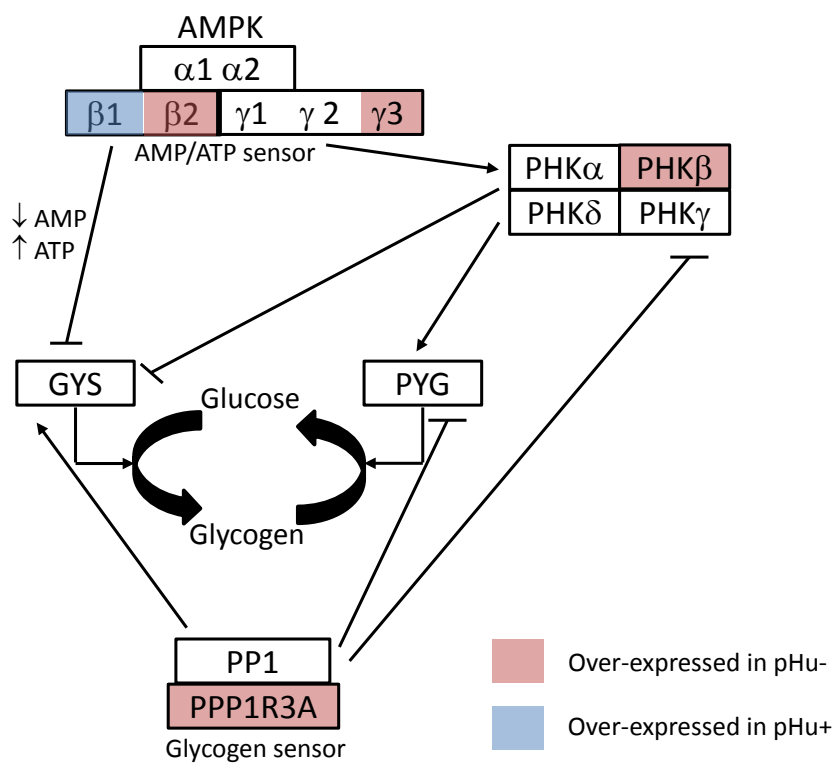 AMPK
α1 α2
β1 β2 γ1 γ 2 γ3
AMP/ATP sensor
PHKα PHKβ
PHKδ PHKγ
↓ AMP
↑ ATP
GYS
PYG
Glucose
Glycogen
PP1
PPP1R3A
Glycogen sensor
Over-expressed in pHu-
Over-expressed in pHu+